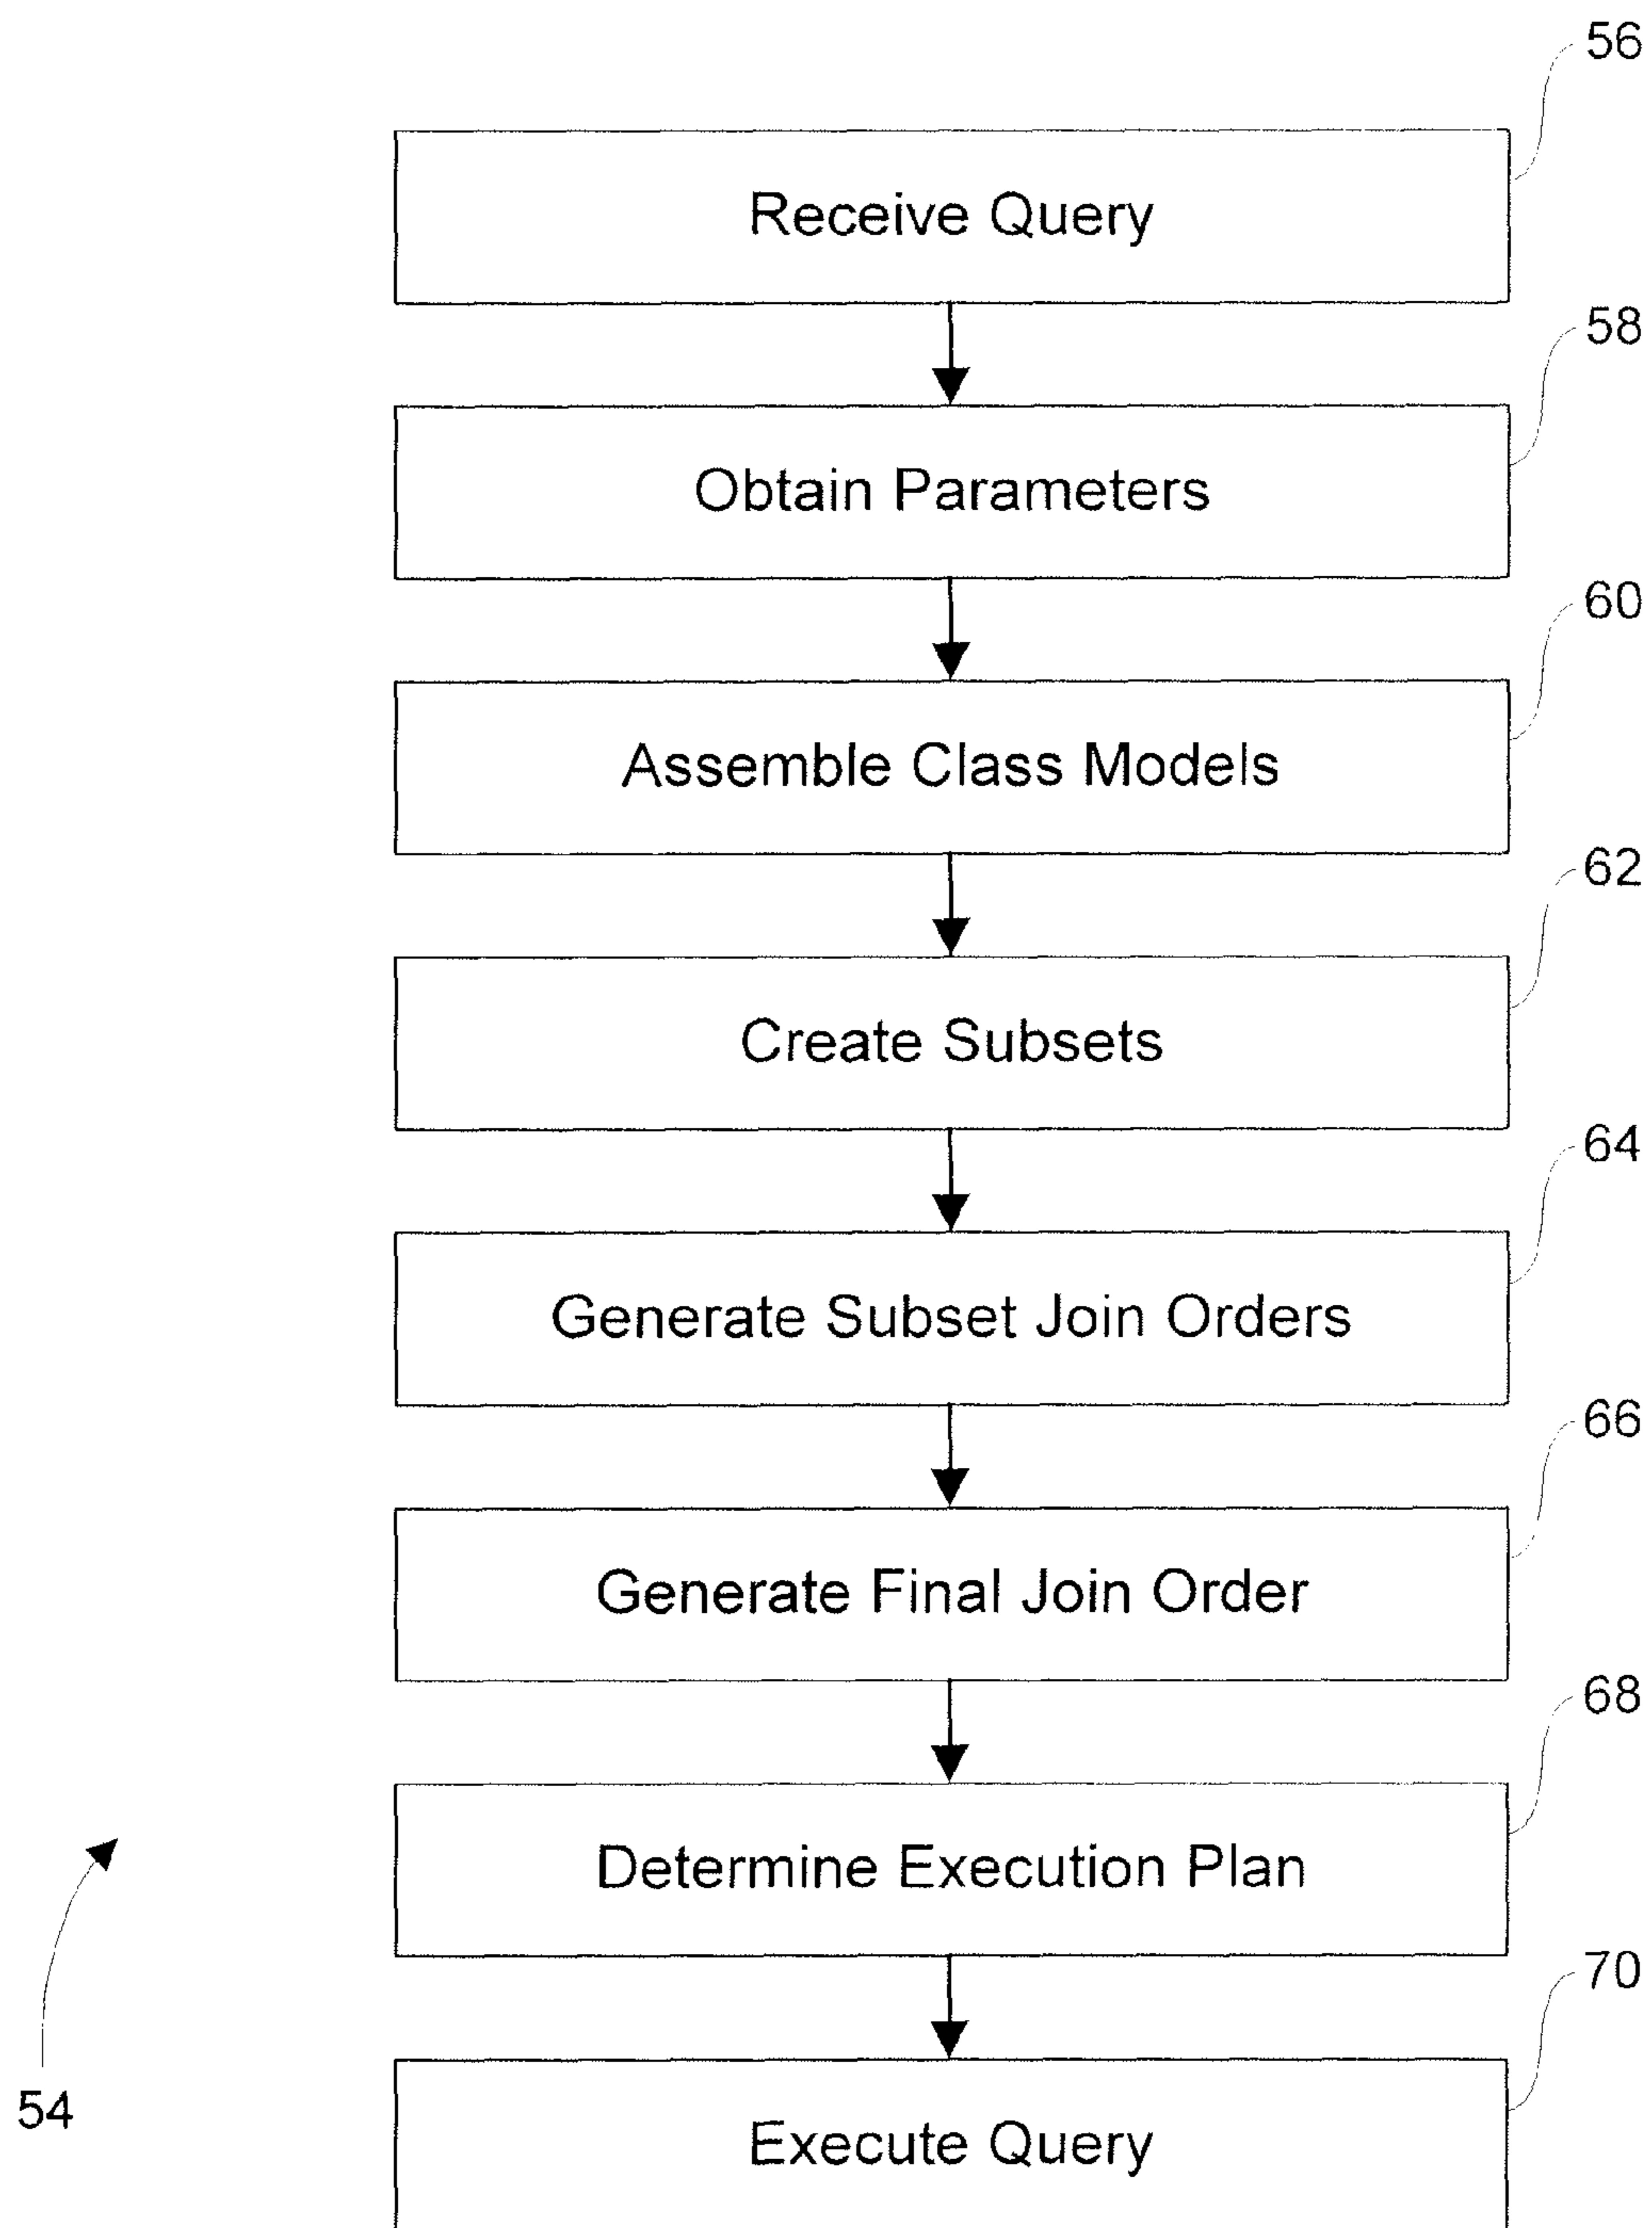 56
Receive Query
58
Obtain Parameters
60
Assemble Class Models
62
Create Subsets
64
Generate Subset Join Orders
66
Generate Final Join Order
68
Determine Execution Plan
70
54
Execute Query